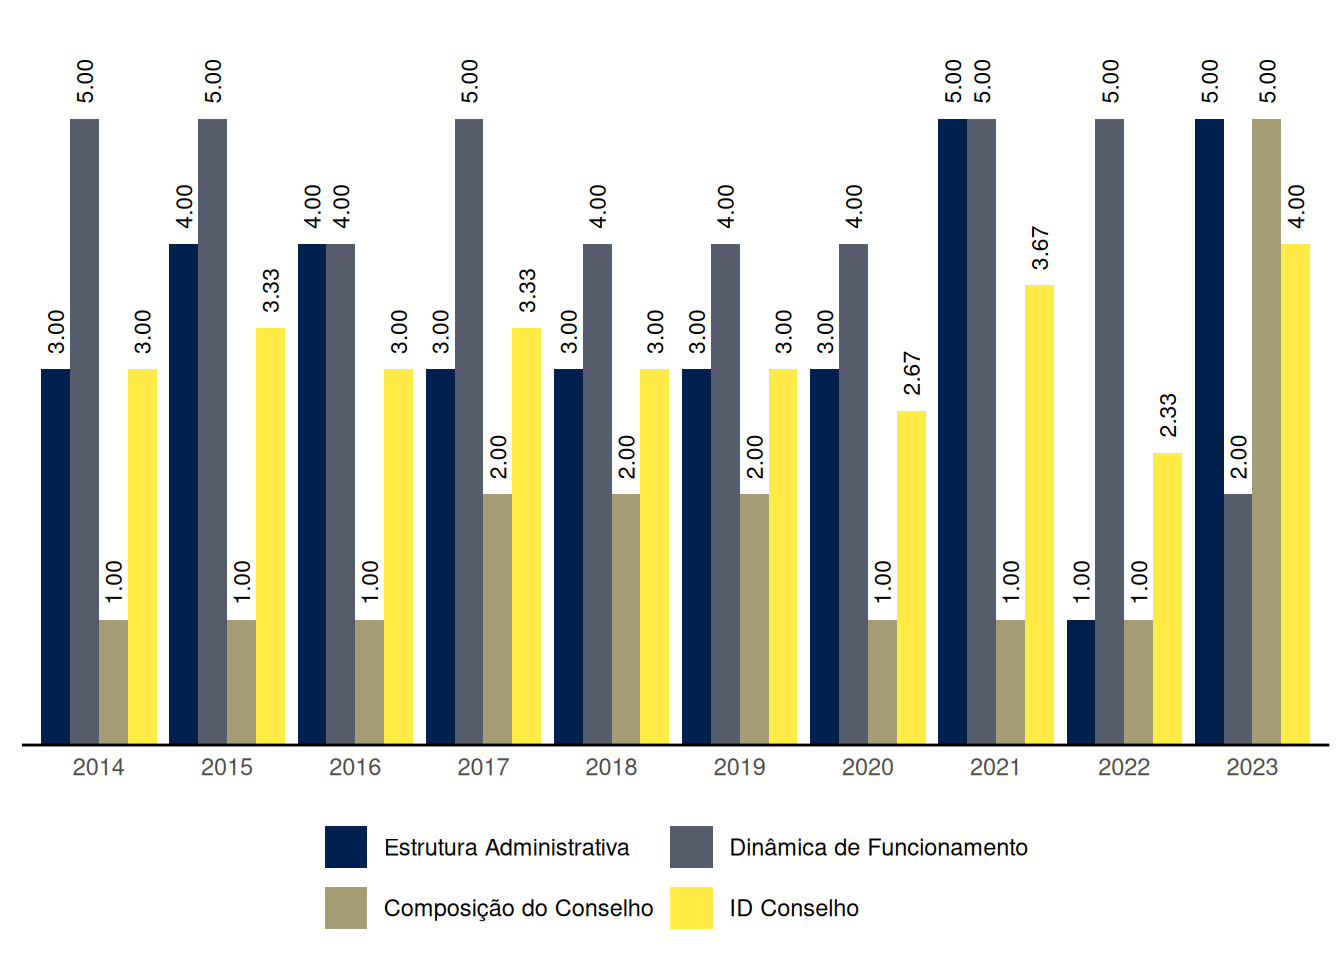 3.00 5.00 1.00 3.00
4.00 5.00 1.00 3.33
4.00 4.00 1.00 3.00
3.00 5.00 2.00 3.33
3.00 4.00 2.00 3.00
3.00 4.00 2.00 3.00
3.00 4.00 1.00 2.67
5.00 5.00 1.00 3.67
1.00 5.00 1.00 2.33
5.00 2.00 5.00 4.00
2014 2015 2016 2017 2018 2019 2020 2021 2022 2023
Estrutura Administrativa Dinâmica de Funcionamento
Composição do Conselho ID Conselho